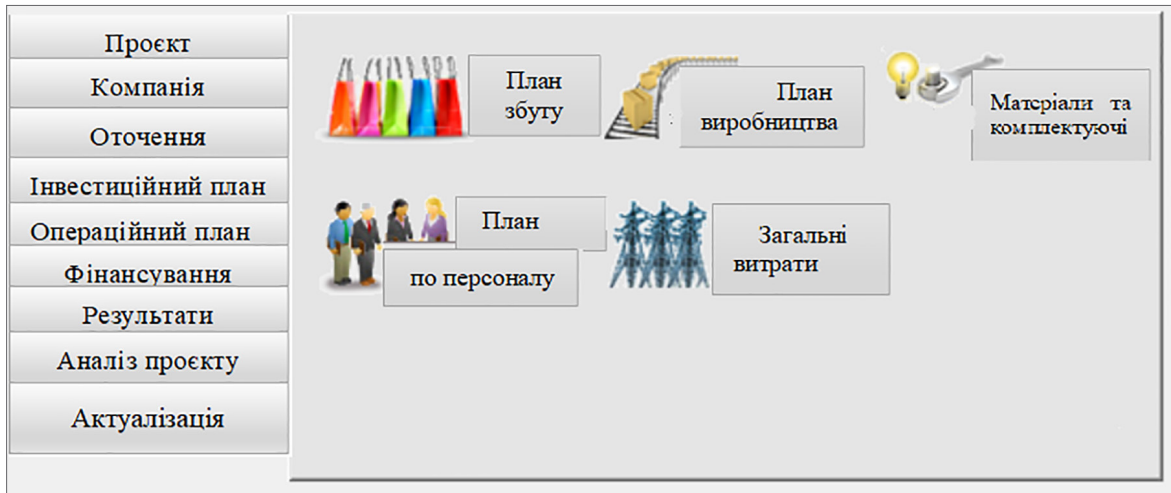 Проєкт
Компанія
Оточення
Інвестиційний план
Операційний план
Фінансування
Результати
Аналіз проєкту
Актуалізація
План
збуту
План
виробництва
Матеріали та
комплектуючі
План
по персоналу
Загальні
витрати